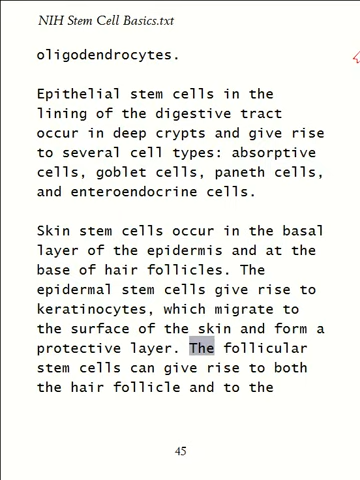 NIH Stem Cell Basics.txt
oligodendrocytes.
Epithelial stem cells in the
lining of the digestive tract
occur in deep crypts and give rise
to several cell types: absorptive
cells, goblet cells, paneth cells,
and enteroendocrine cells.
Skin stem cells occur in the basal
layer of the epidermis and at the
base of hair follicles. The
epidermal stem cells give rise to
keratinocytes, which migrate to
the surface of the skin and form a
protective layer. The follicular
stem cells can give rise to both
the hair follicle and to the
45